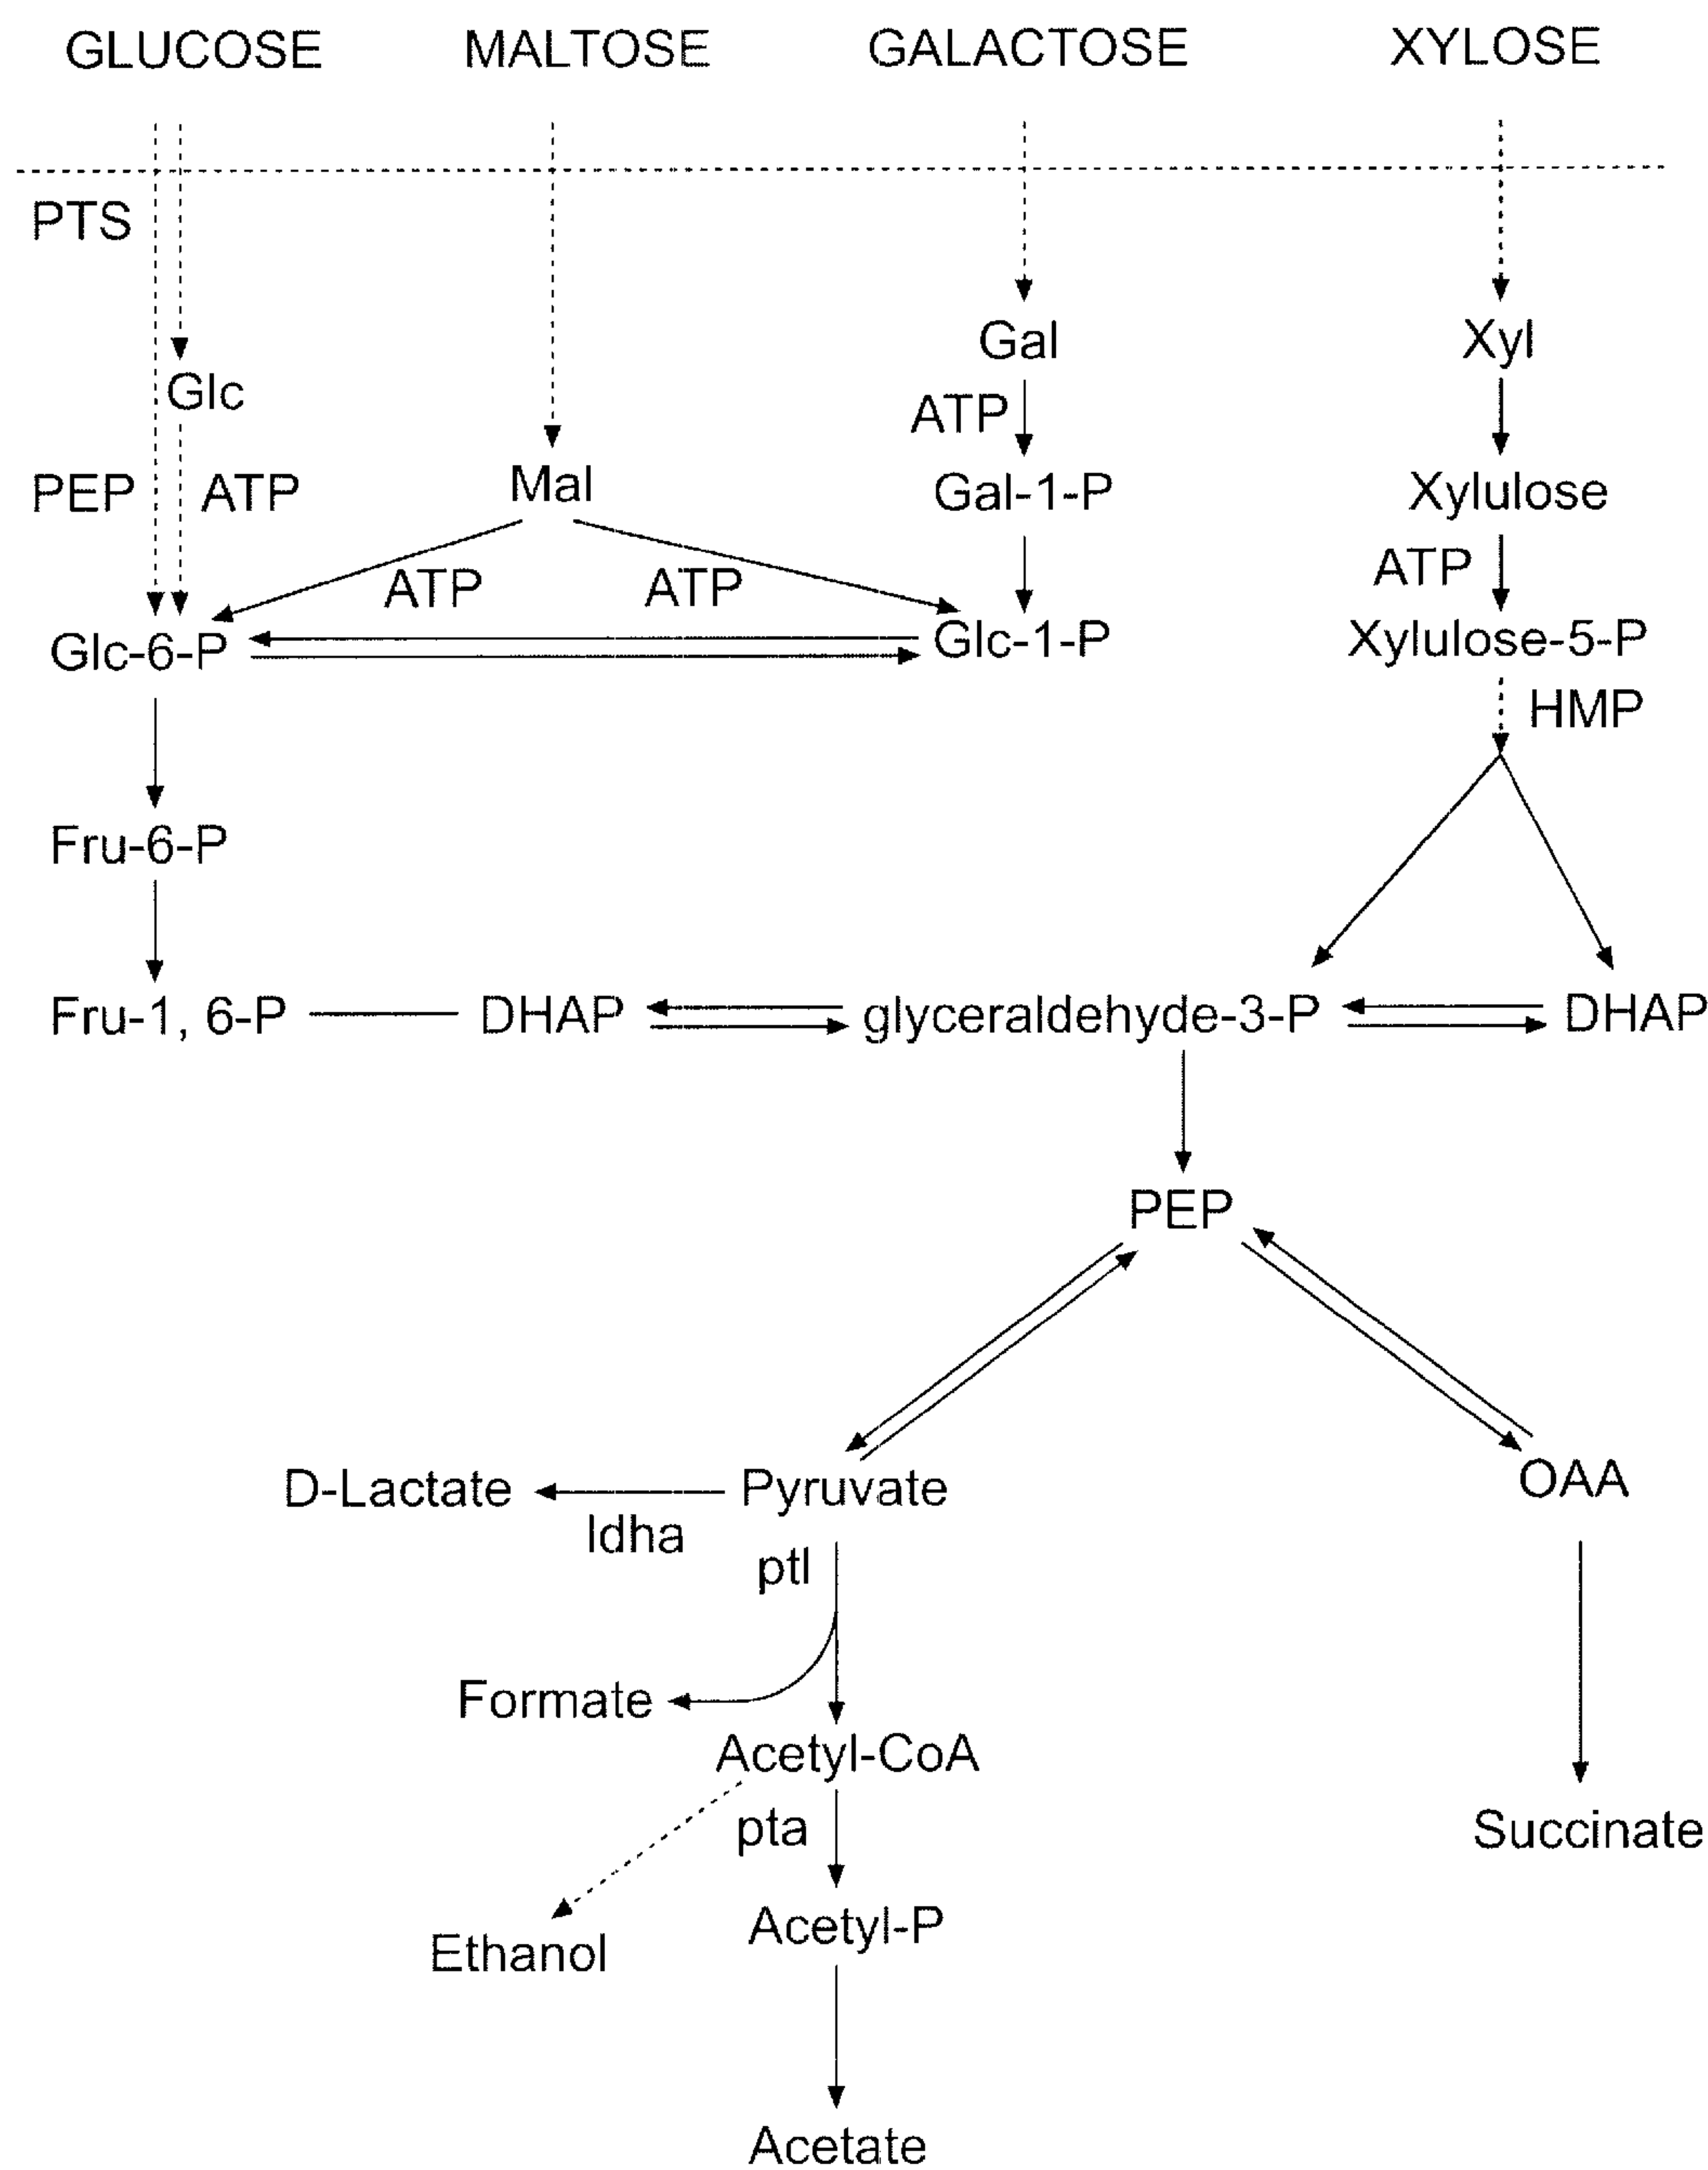 GLUCOSE MALTOSE GALACTOSE XYLOSE
PTS
Gal Xyl
Glc
ATP
PEP ATP Mal Gal-1-P Xylulose
ATP ATP ATP
Glc-6-P Glc-1-P Xylulose-5-P
HMP
Fru-6-P
Fru-1, 6-P DHAP glyceraldehyde-3-P DHAP
PEP
D-Lactate Pyruvate OAA
ldha
ptl
Formate
Acetyl-CoA
pta Succinate
Acetyl-P
Ethanol
Acetate